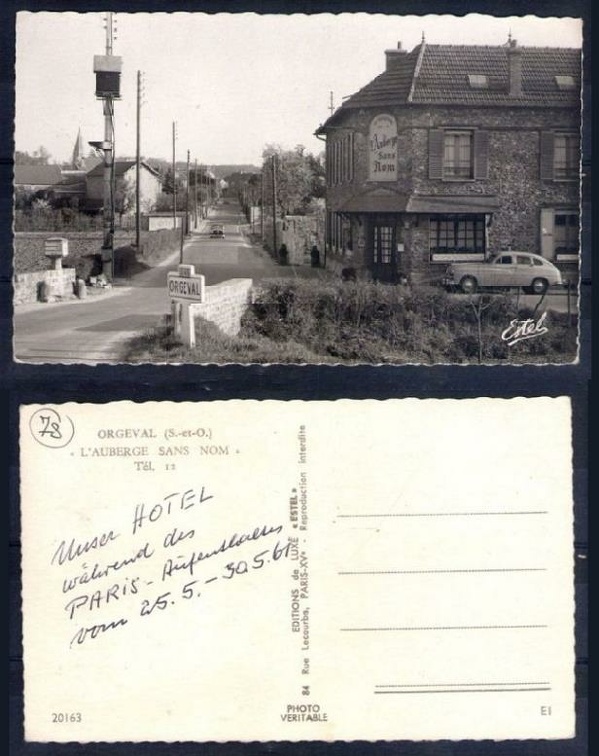 L'Auberge
Sans
Nom
ORGEVAL
Estel
78
ORGEVAL (S.-et-O.)
« L'AUBERGE SANS NOM »
Tél. 12
Unser HOTEL
während des
PARIS - Aufenthaltes
vom 25.5. - 30.5.61
EDITIONS de LUXE « ESTEL »
84 Rue Lecourbe, PARIS-XVe - Reproduction interdite
20163
PHOTO
VERITABLE
E1